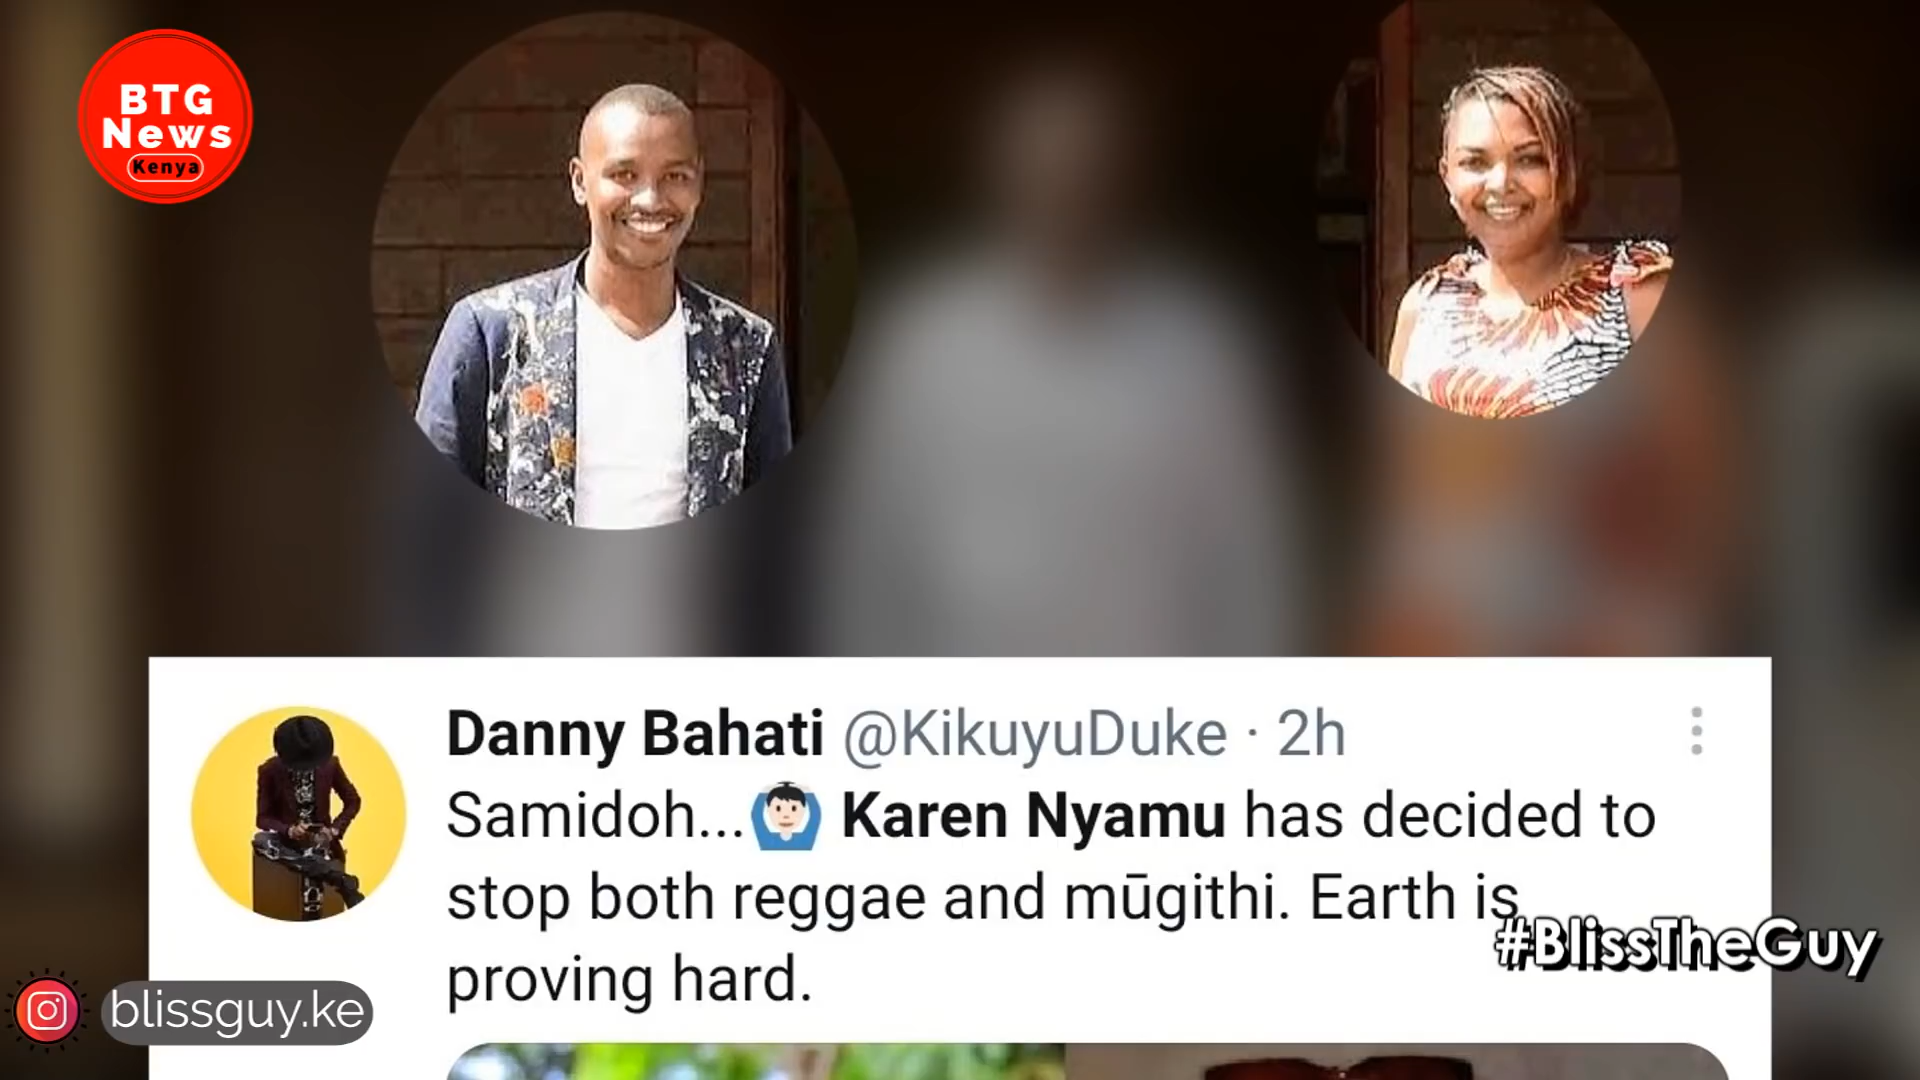 BTG
News
Kenya
Danny Bahati @KikuyuDuke · 2h
Samidoh...🙆🏻‍♂️ Karen Nyamu has decided to
stop both reggae and mūgithi. Earth is
proving hard.
#BlissTheGuy
blissguy.ke